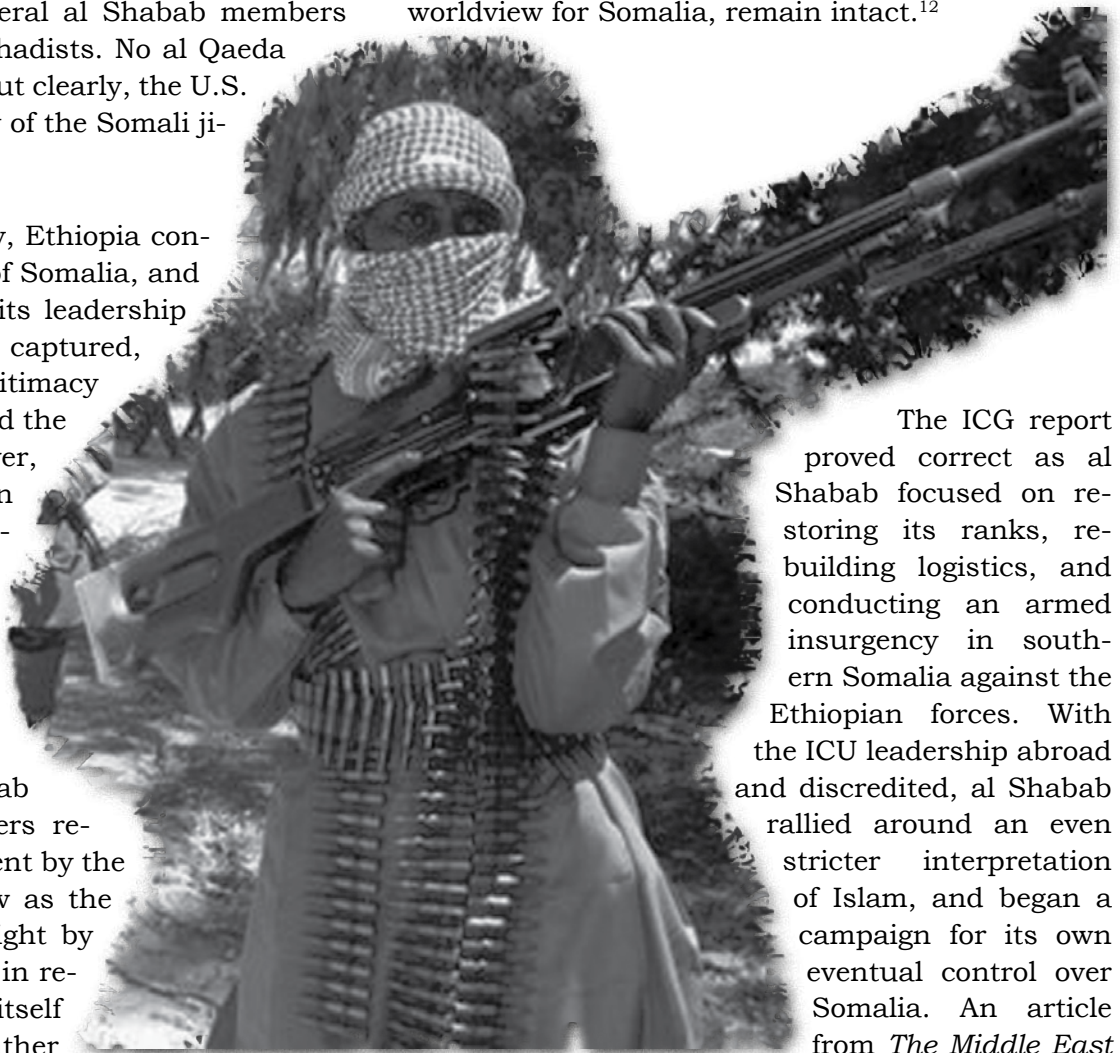 eral al Shabab members
hadists. No al Qaeda
ut clearly, the U.S.
of the Somali ji-
, Ethiopia con-
of Somalia, and
its leadership
captured,
itimacy
d the
er,
n
-
ab
ers re-
ent by the
w as the
ight by
in re-
itself
ther
worldview for Somalia, remain intact.¹²
The ICG report
proved correct as al
Shabab focused on re-
storing its ranks, re-
building logistics, and
conducting an armed
insurgency in south-
ern Somalia against the
Ethiopian forces. With
the ICU leadership abroad
and discredited, al Shabab
rallied around an even
stricter interpretation
of Islam, and began a
campaign for its own
eventual control over
Somalia. An article
from The Middle East